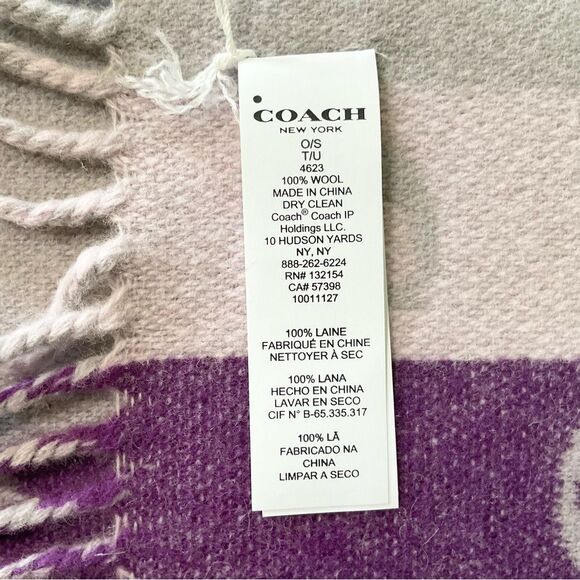 COACH
NEW YORK
O/S
T/U
4623
100% WOOL
MADE IN CHINA
DRY CLEAN
Coach® Coach IP
Holdings LLC.
10 HUDSON YARDS
NY, NY
888-262-6224
RN# 132154
CA# 57398
10011127
100% LAINE
FABRIQUÉ EN CHINE
NETTOYER À SEC
100% LANA
HECHO EN CHINA
LAVAR EN SECO
CIF N° B-65.335.317
100% LÃ
FABRICADO NA
CHINA
LIMPAR A SECO